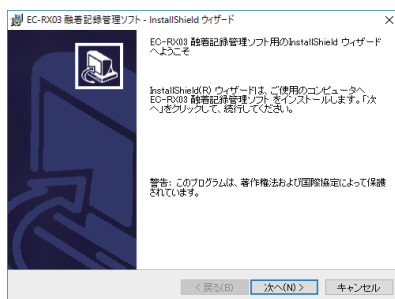 EC-RX03 融着記録管理ソフト - InstallShield ウィザード
EC-RX03 融着記録管理ソフト用のInstallShield ウィザード
へようこそ
InstallShield(R) ウィザードは、ご使用のコンピュータへ
EC-RX03 融着記録管理ソフト をインストールします。「次
へ」をクリックして、続行してください。
警告: このプログラムは、著作権法および国際協定によって保護
されています。
< 戻る(B)
次へ(N) >
キャンセル